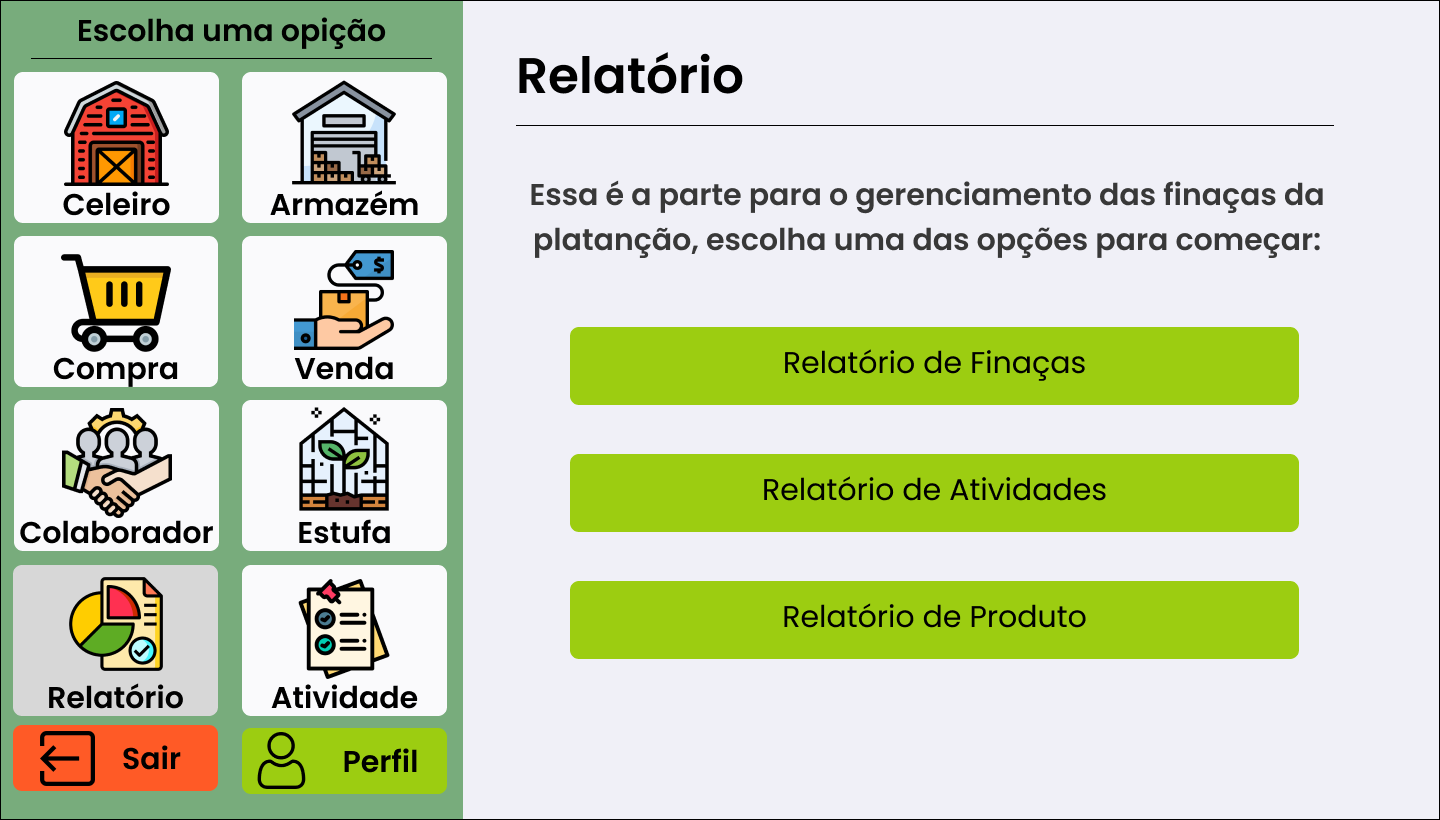 Escolha uma opição
Celeiro
Armazém
Compra
Venda
Colaborador
Estufa
Relatório
Atividade
Sair
Perfil
Relatório
Essa é a parte para o gerenciamento das finaças da
platanção, escolha uma das opções para começar:
Relatório de Finaças
Relatório de Atividades
Relatório de Produto